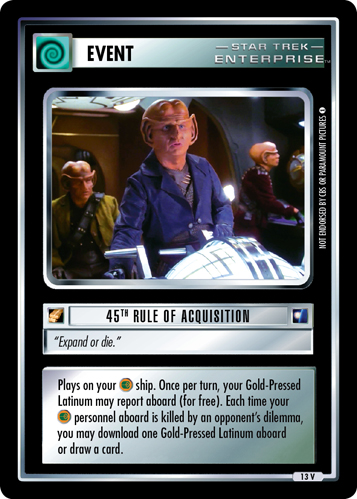 EVENT
STAR TREK
ENTERPRISE™
NOT ENDORSED BY CBS OR PARAMOUNT PICTURES
45TH RULE OF ACQUISITION
"Expand or die."
Plays on your ship. Once per turn, your Gold-Pressed
Latinum may report aboard (for free). Each time your
personnel aboard is killed by an opponent's dilemma,
you may download one Gold-Pressed Latinum aboard
or draw a card.
13 V